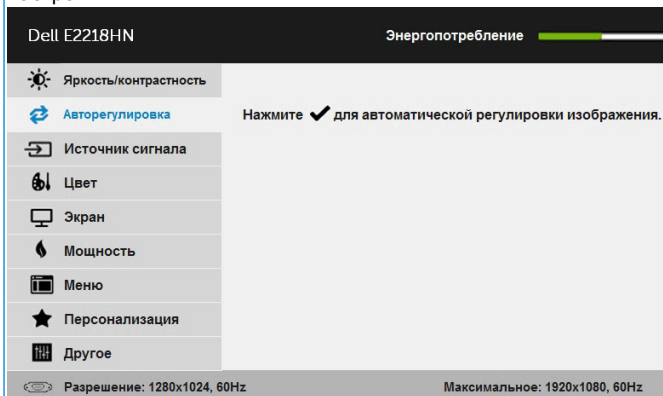 Dell E2218HN
Энергопотребление
Яркость/контрастность
Авторегулировка
Нажмите ✔ для автоматической регулировки изображения.
Источник сигнала
Цвет
Экран
Мощность
Меню
Персонализация
Другое
Разрешение: 1280x1024, 60Hz
Максимальное: 1920x1080, 60Hz